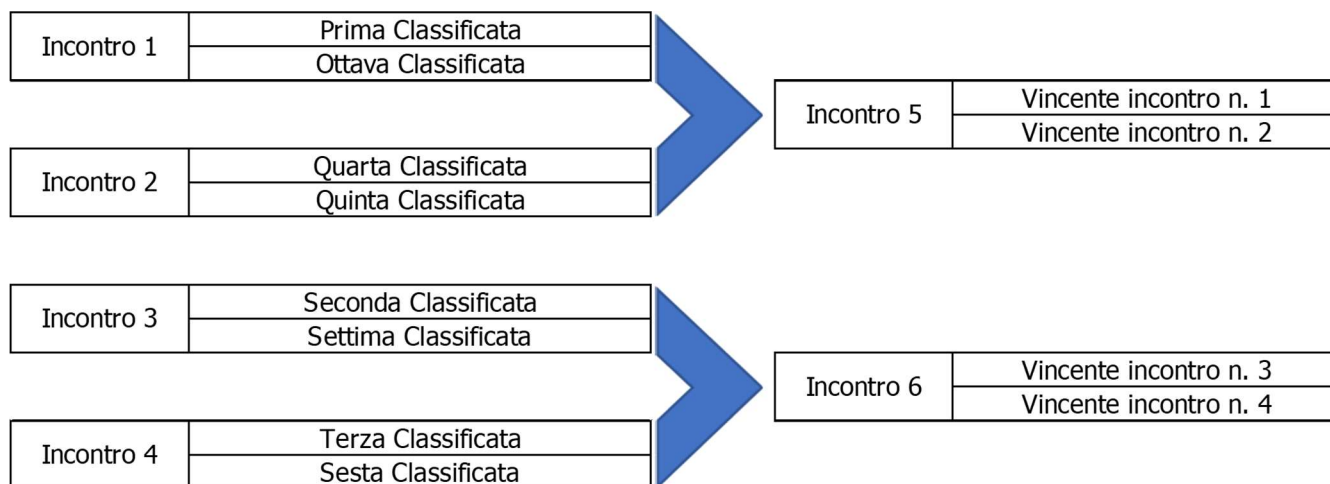 Incontro 1
Prima Classificata
Ottava Classificata
Incontro 2
Quarta Classificata
Quinta Classificata
Incontro 3
Seconda Classificata
Settima Classificata
Incontro 4
Terza Classificata
Sesta Classificata
Incontro 5
Vincente incontro n. 1
Vincente incontro n. 2
Incontro 6
Vincente incontro n. 3
Vincente incontro n. 4